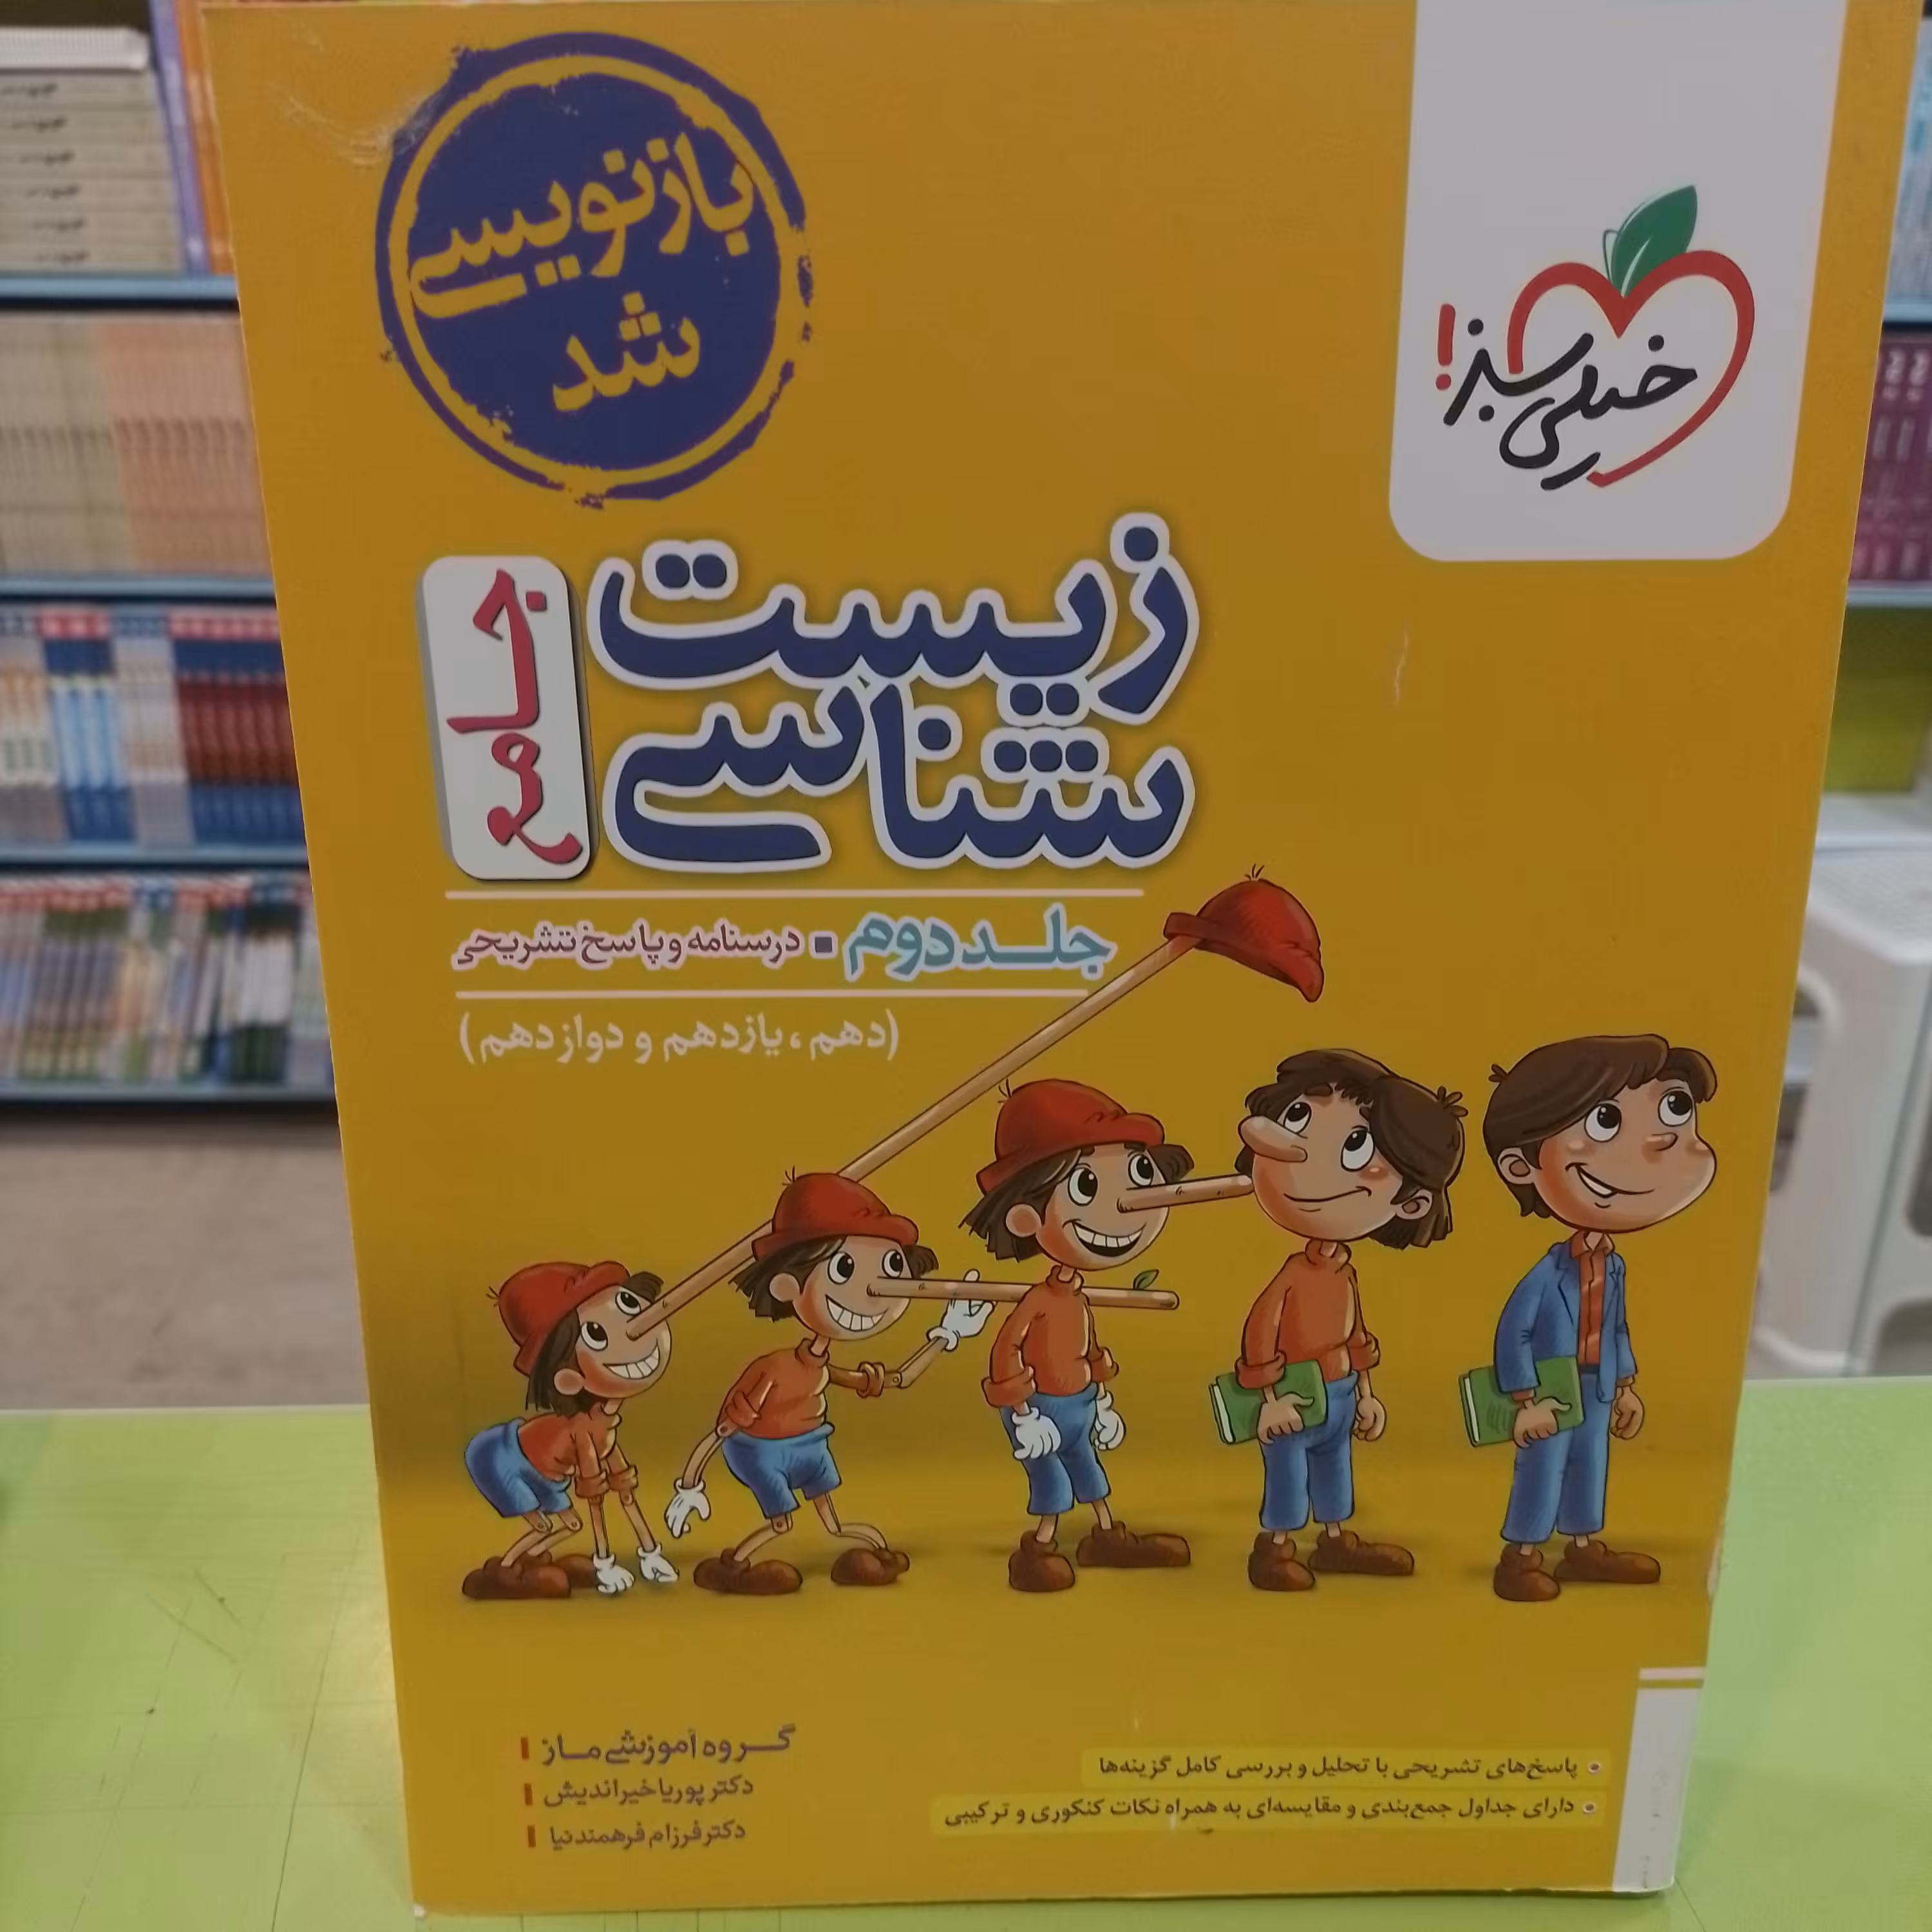 بازنویسی
شد
خیلی سبز!
زیست
شناسی
جامع
جلد دوم ▪ درسنامه و پاسخ تشریحی
(دهم، یازدهم و دوازدهم)
• پاسخ‌های تشریحی با تحلیل و بررسی کامل گزینه‌ها
• دارای جداول جمع‌بندی و مقایسه‌ای به همراه نکات کنکوری و ترکیبی
گروه آموزشی ماز
دکتر پوریا خیراندیش
دکتر فرزام فرهمندنیا